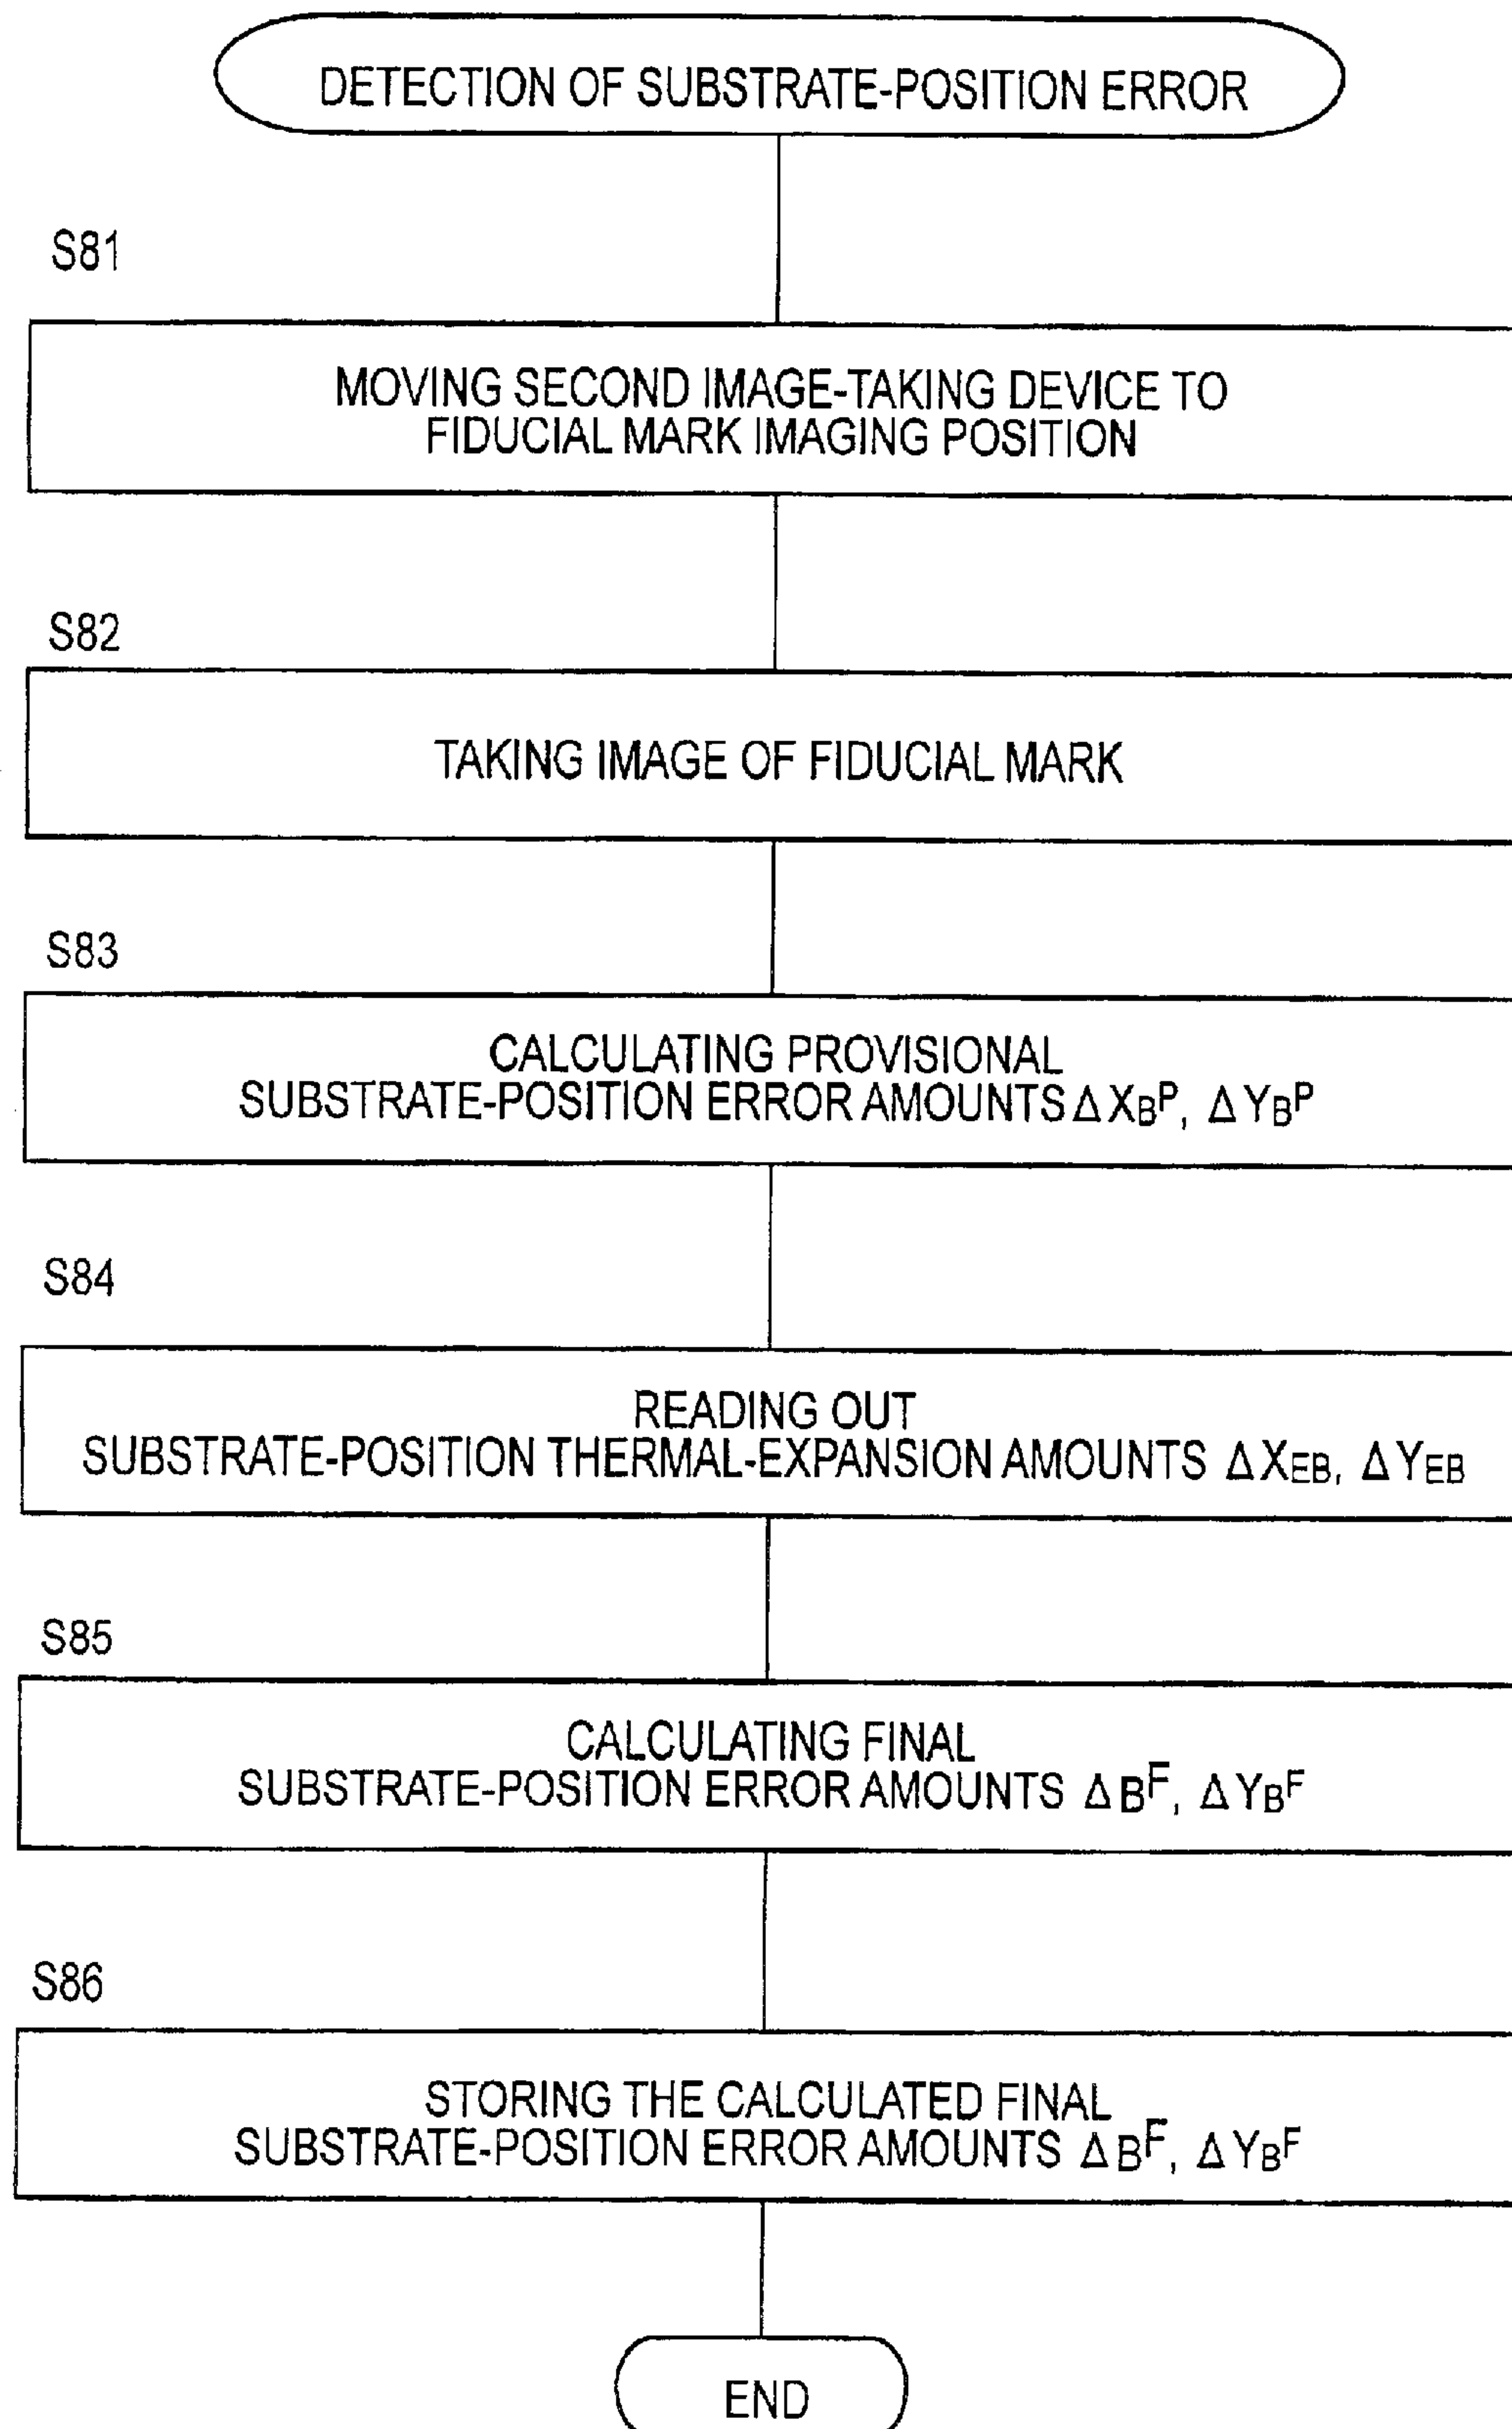 DETECTION OF SUBSTRATE-POSITION ERROR
S81
MOVING SECOND IMAGE-TAKING DEVICE TO
FIDUCIAL MARK IMAGING POSITION
S82
TAKING IMAGE OF FIDUCIAL MARK
S83
CALCULATING PROVISIONAL
SUBSTRATE-POSITION ERROR AMOUNTS ΔXBP, ΔYBP
S84
READING OUT
SUBSTRATE-POSITION THERMAL-EXPANSION AMOUNTS ΔXEB, ΔYEB
S85
CALCULATING FINAL
SUBSTRATE-POSITION ERROR AMOUNTS ΔBF, ΔYBF
S86
STORING THE CALCULATED FINAL
SUBSTRATE-POSITION ERROR AMOUNTS ΔBF, ΔYBF
END